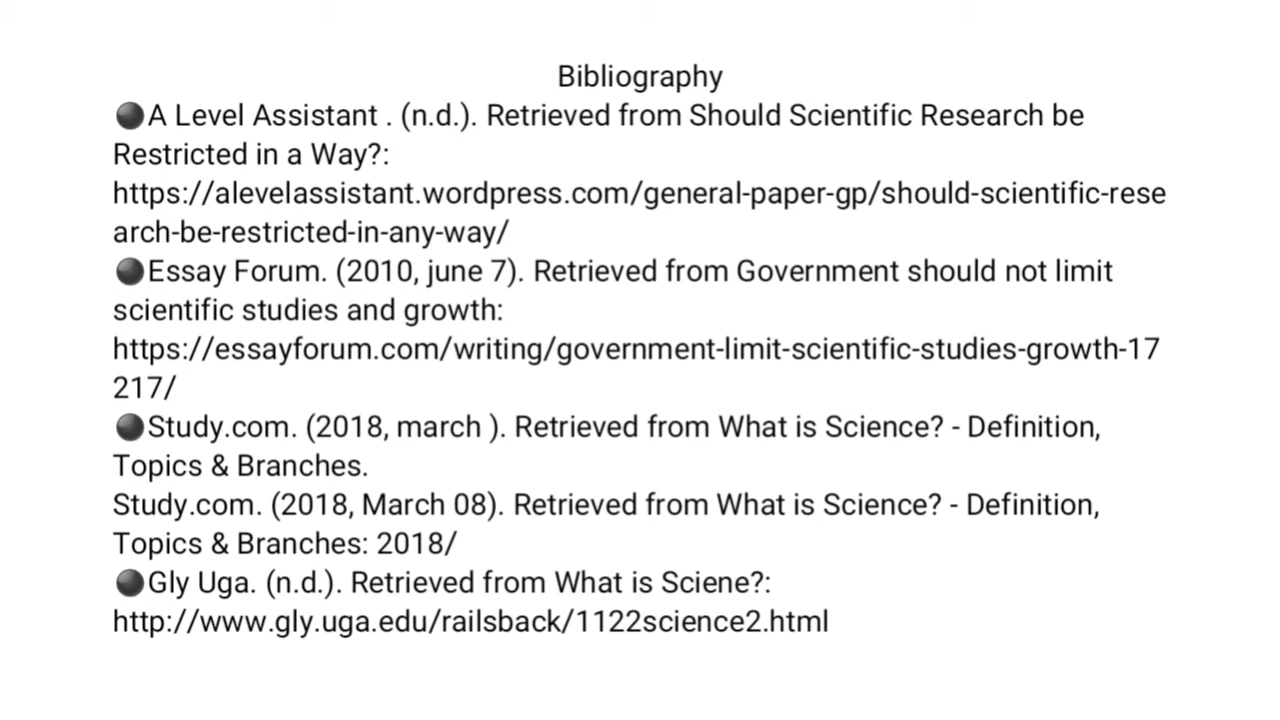 Bibliography
⚫A Level Assistant . (n.d.). Retrieved from Should Scientific Research be
Restricted in a Way?:
https://alevelassistant.wordpress.com/general-paper-gp/should-scientific-rese
arch-be-restricted-in-any-way/
⚫Essay Forum. (2010, june 7). Retrieved from Government should not limit
scientific studies and growth:
https://essayforum.com/writing/government-limit-scientific-studies-growth-17
217/
⚫Study.com. (2018, march ). Retrieved from What is Science? - Definition,
Topics & Branches.
Study.com. (2018, March 08). Retrieved from What is Science? - Definition,
Topics & Branches: 2018/
⚫Gly Uga. (n.d.). Retrieved from What is Sciene?:
http://www.gly.uga.edu/railsback/1122science2.html